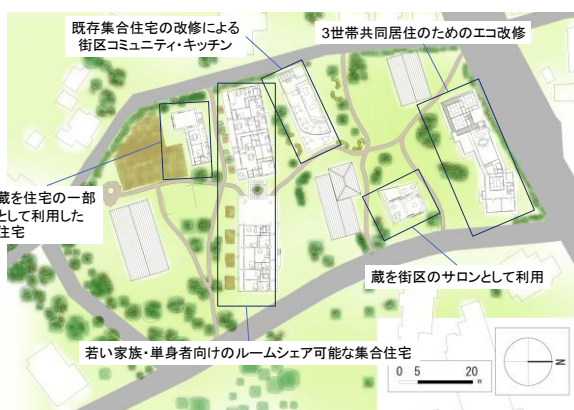 既存集合住宅の改修による
街区コミュニティ・キッチン
3世帯共同居住のためのエコ改修
蔵を住宅の一部
として利用した
住宅
蔵を街区のサロンとして利用
若い家族・単身者向けのルームシェア可能な集合住宅
0 5 20
m